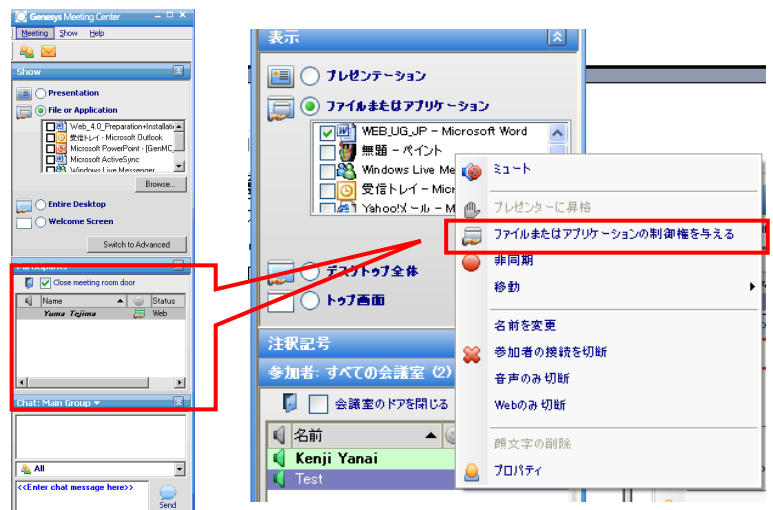 Genesys Meeting Center
Meeting Show Help
Show
Presentation
File or Application
Web_4.0_Preparation+Installati
受信トレイ - Microsoft Outlook
Microsoft PowerPoint - [GenMC
Microsoft ActiveSync
Windows Live Messenger
Browse...
Entire Desktop
Welcome Screen
Switch to Advanced
Participants
Close meeting room door
Name Status
Yuma Tojima Web
Chat: Main Group
All
<<Enter chat message here>>
Send
表示
プレゼンテーション
ファイルまたはアプリケーション
WEB_UG_JP - Microsoft Word
無題 - ペイント
Windows Live Me
受信トレイ - Micr
Yahoo!メール - M
デスクトップ全体
トップ画面
注釈記号
参加者: すべての会議室 (2)
会議室のドアを閉じる
名前
Kenji Yanai
Test
ミュート
プレゼンターに昇格
ファイルまたはアプリケーションの制御権を与える
非同期
移動
名前を変更
参加者の接続を切断
音声のみ切断
Webのみ切断
顔文字の削除
プロパティ